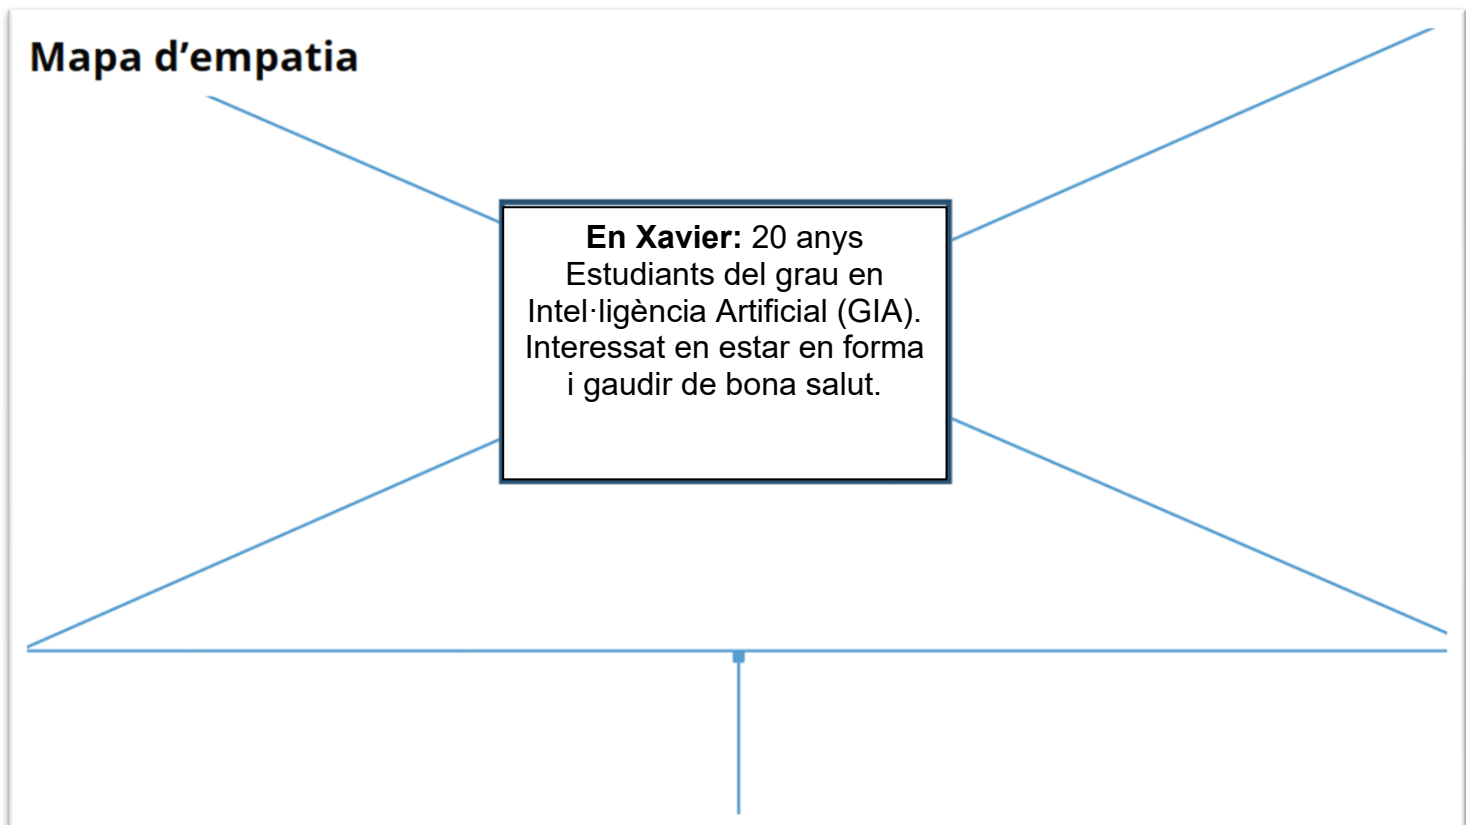 Mapa d’empatia
En Xavier: 20 anys
Estudiants del grau en
Intel·ligència Artificial (GIA).
Interessat en estar en forma
i gaudir de bona salut.